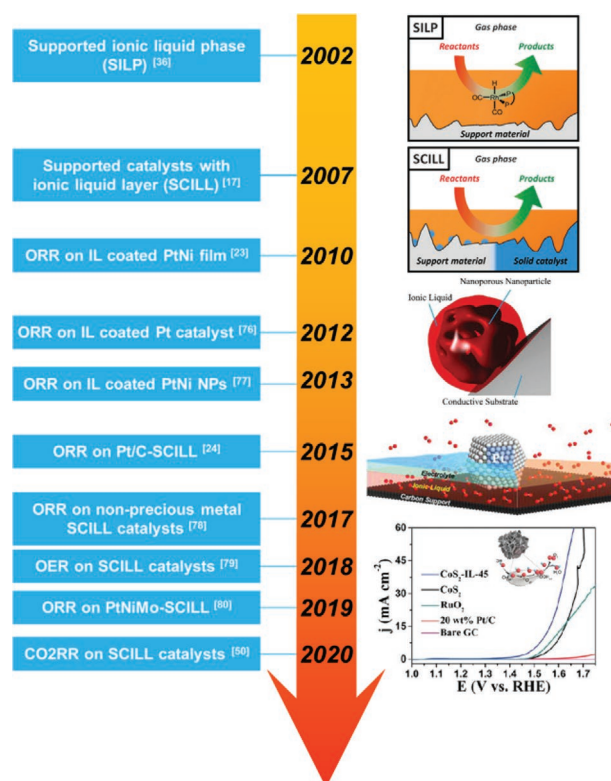 Supported ionic liquid phase
(SILP) [36]
2002
SILP
Gas phase
Reactants
Products
H
OC
Rh
P
P
CO
Support material
Supported catalysts with
ionic liquid layer (SCILL) [17]
2007
SCILL
Gas phase
Reactants
Products
Support material
Solid catalyst
ORR on IL coated PtNi film [23]
2010
Nanoporous Nanoparticle
Ionic Liquid
Conductive Substrate
ORR on IL coated Pt catalyst [76]
2012
ORR on IL coated PtNi NPs [77]
2013
ORR on Pt/C-SCILL [24]
2015
Pt
Electrolyte
Ionic-Liquid
Carbon Support
ORR on non-precious metal
SCILL catalysts [78]
2017
OER on SCILL catalysts [79]
2018
ORR on PtNiMo-SCILL [80]
2019
CO2RR on SCILL catalysts [50]
2020
j (mA cm⁻²)
60
45
30
15
0
CoS₂-IL-45
CoS₂
RuO₂
20 wt% Pt/C
Bare GC
1.0 1.1 1.2 1.3 1.4 1.5 1.6 1.7
E (V vs. RHE)